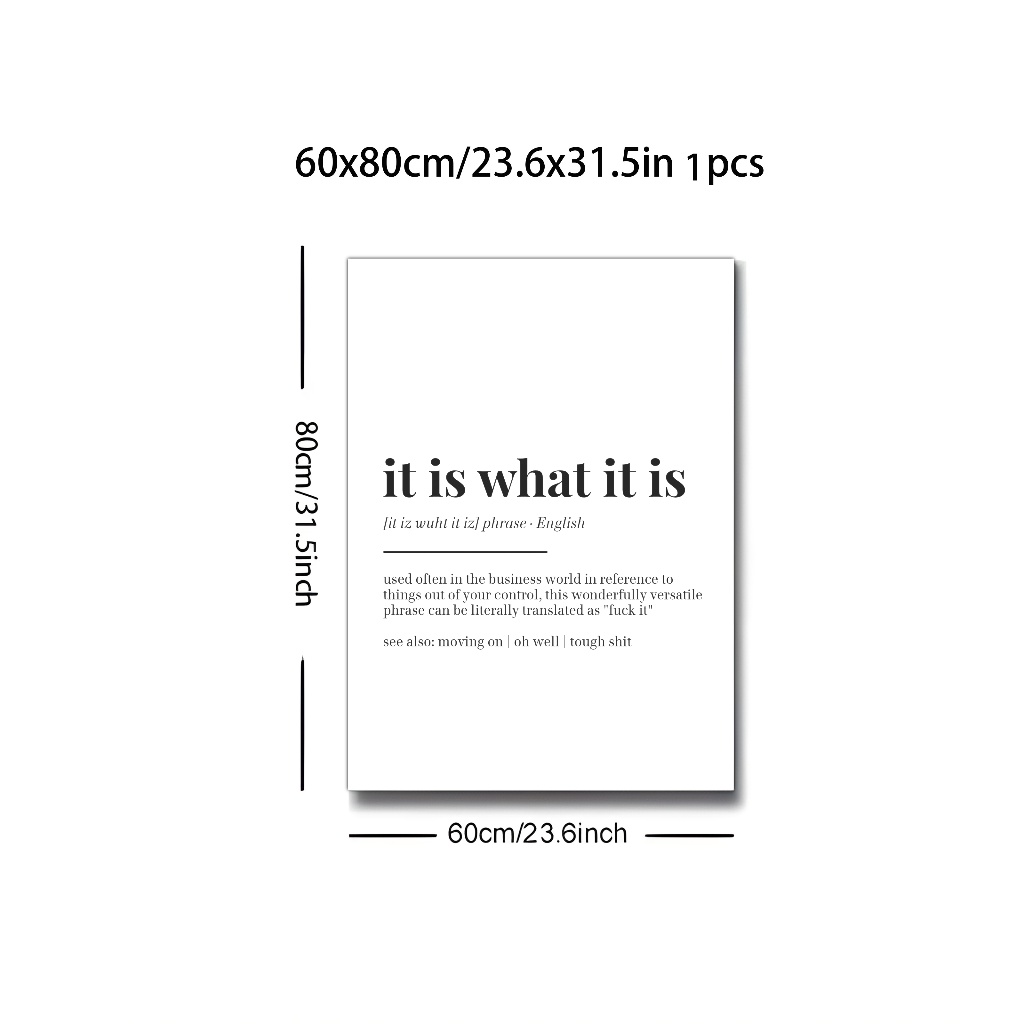 60x80cm/23.6x31.5in 1pcs
80cm/31.5inch
it is what it is
[it iz wuht it iz] phrase · English
used often in the business world in reference to
things out of your control, this wonderfully versatile
phrase can be literally translated as "fuck it"
see also: moving on | oh well | tough shit
60cm/23.6inch